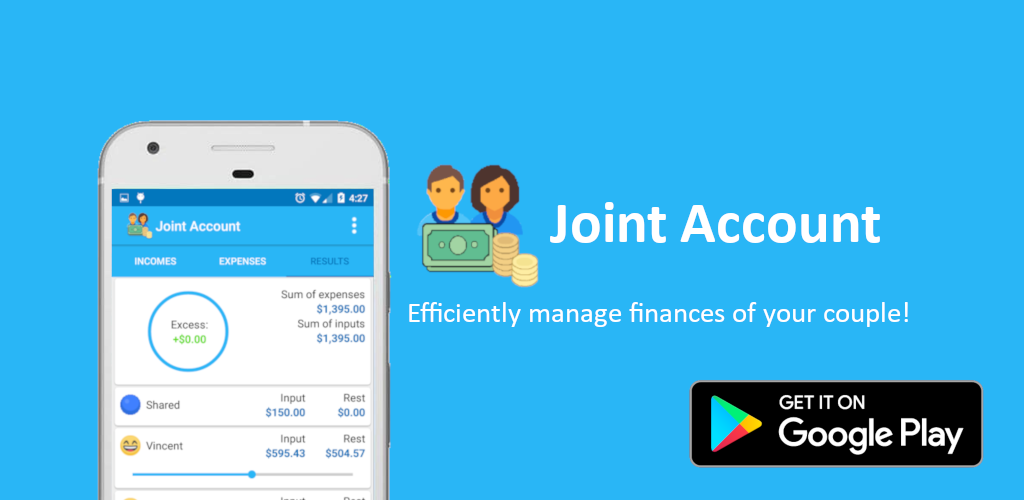 4:27
Joint Account
INCOMES EXPENSES RESULTS
Sum of expenses
$1,395.00
Excess:
+$0.00
Sum of inputs
$1,395.00
Shared
Input Rest
$150.00 $0.00
Vincent
Input Rest
$595.43 $504.57
Joint Account
Efficiently manage finances of your couple!
GET IT ON
Google Play